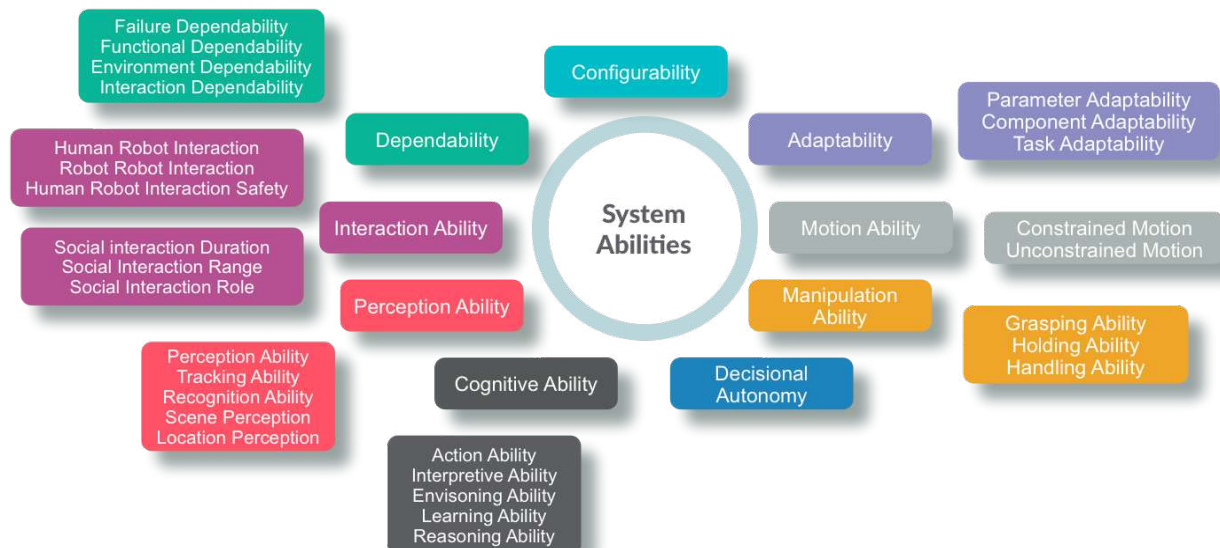 Failure Dependability
Functional Dependability
Environment Dependability
Interaction Dependability
Configurability
Parameter Adaptability
Component Adaptability
Task Adaptability
Dependability
Adaptability
Human Robot Interaction
Robot Robot Interaction
Human Robot Interaction Safety
System
Abilities
Interaction Ability
Motion Ability
Constrained Motion
Unconstrained Motion
Social interaction Duration
Social Interaction Range
Social Interaction Role
Perception Ability
Manipulation
Ability
Grasping Ability
Holding Ability
Handling Ability
Perception Ability
Tracking Ability
Recognition Ability
Scene Perception
Location Perception
Cognitive Ability
Decisional
Autonomy
Action Ability
Interpretive Ability
Envisoning Ability
Learning Ability
Reasoning Ability